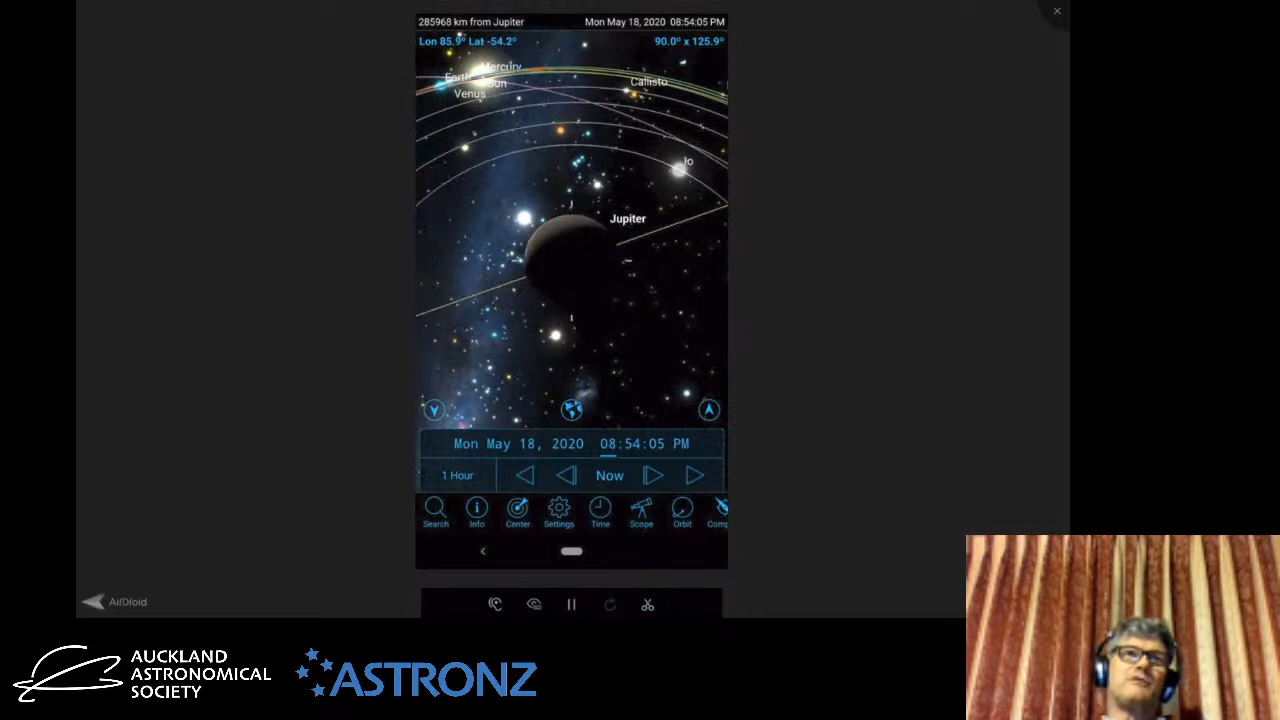 285968 km from Jupiter
Mon May 18, 2020 08:54:05 PM
Lon 85.9° Lat -54.2°
90.0° x 125.9°
Mercury
Earth
Sun
Venus
Callisto
Io
Jupiter
Mon May 18, 2020 08:54:05 PM
1 Hour
Now
Search
Info
Center
Settings
Time
Scope
Orbit
Comp
AirDroid
AUCKLAND
ASTRONOMICAL
SOCIETY
ASTRONZ